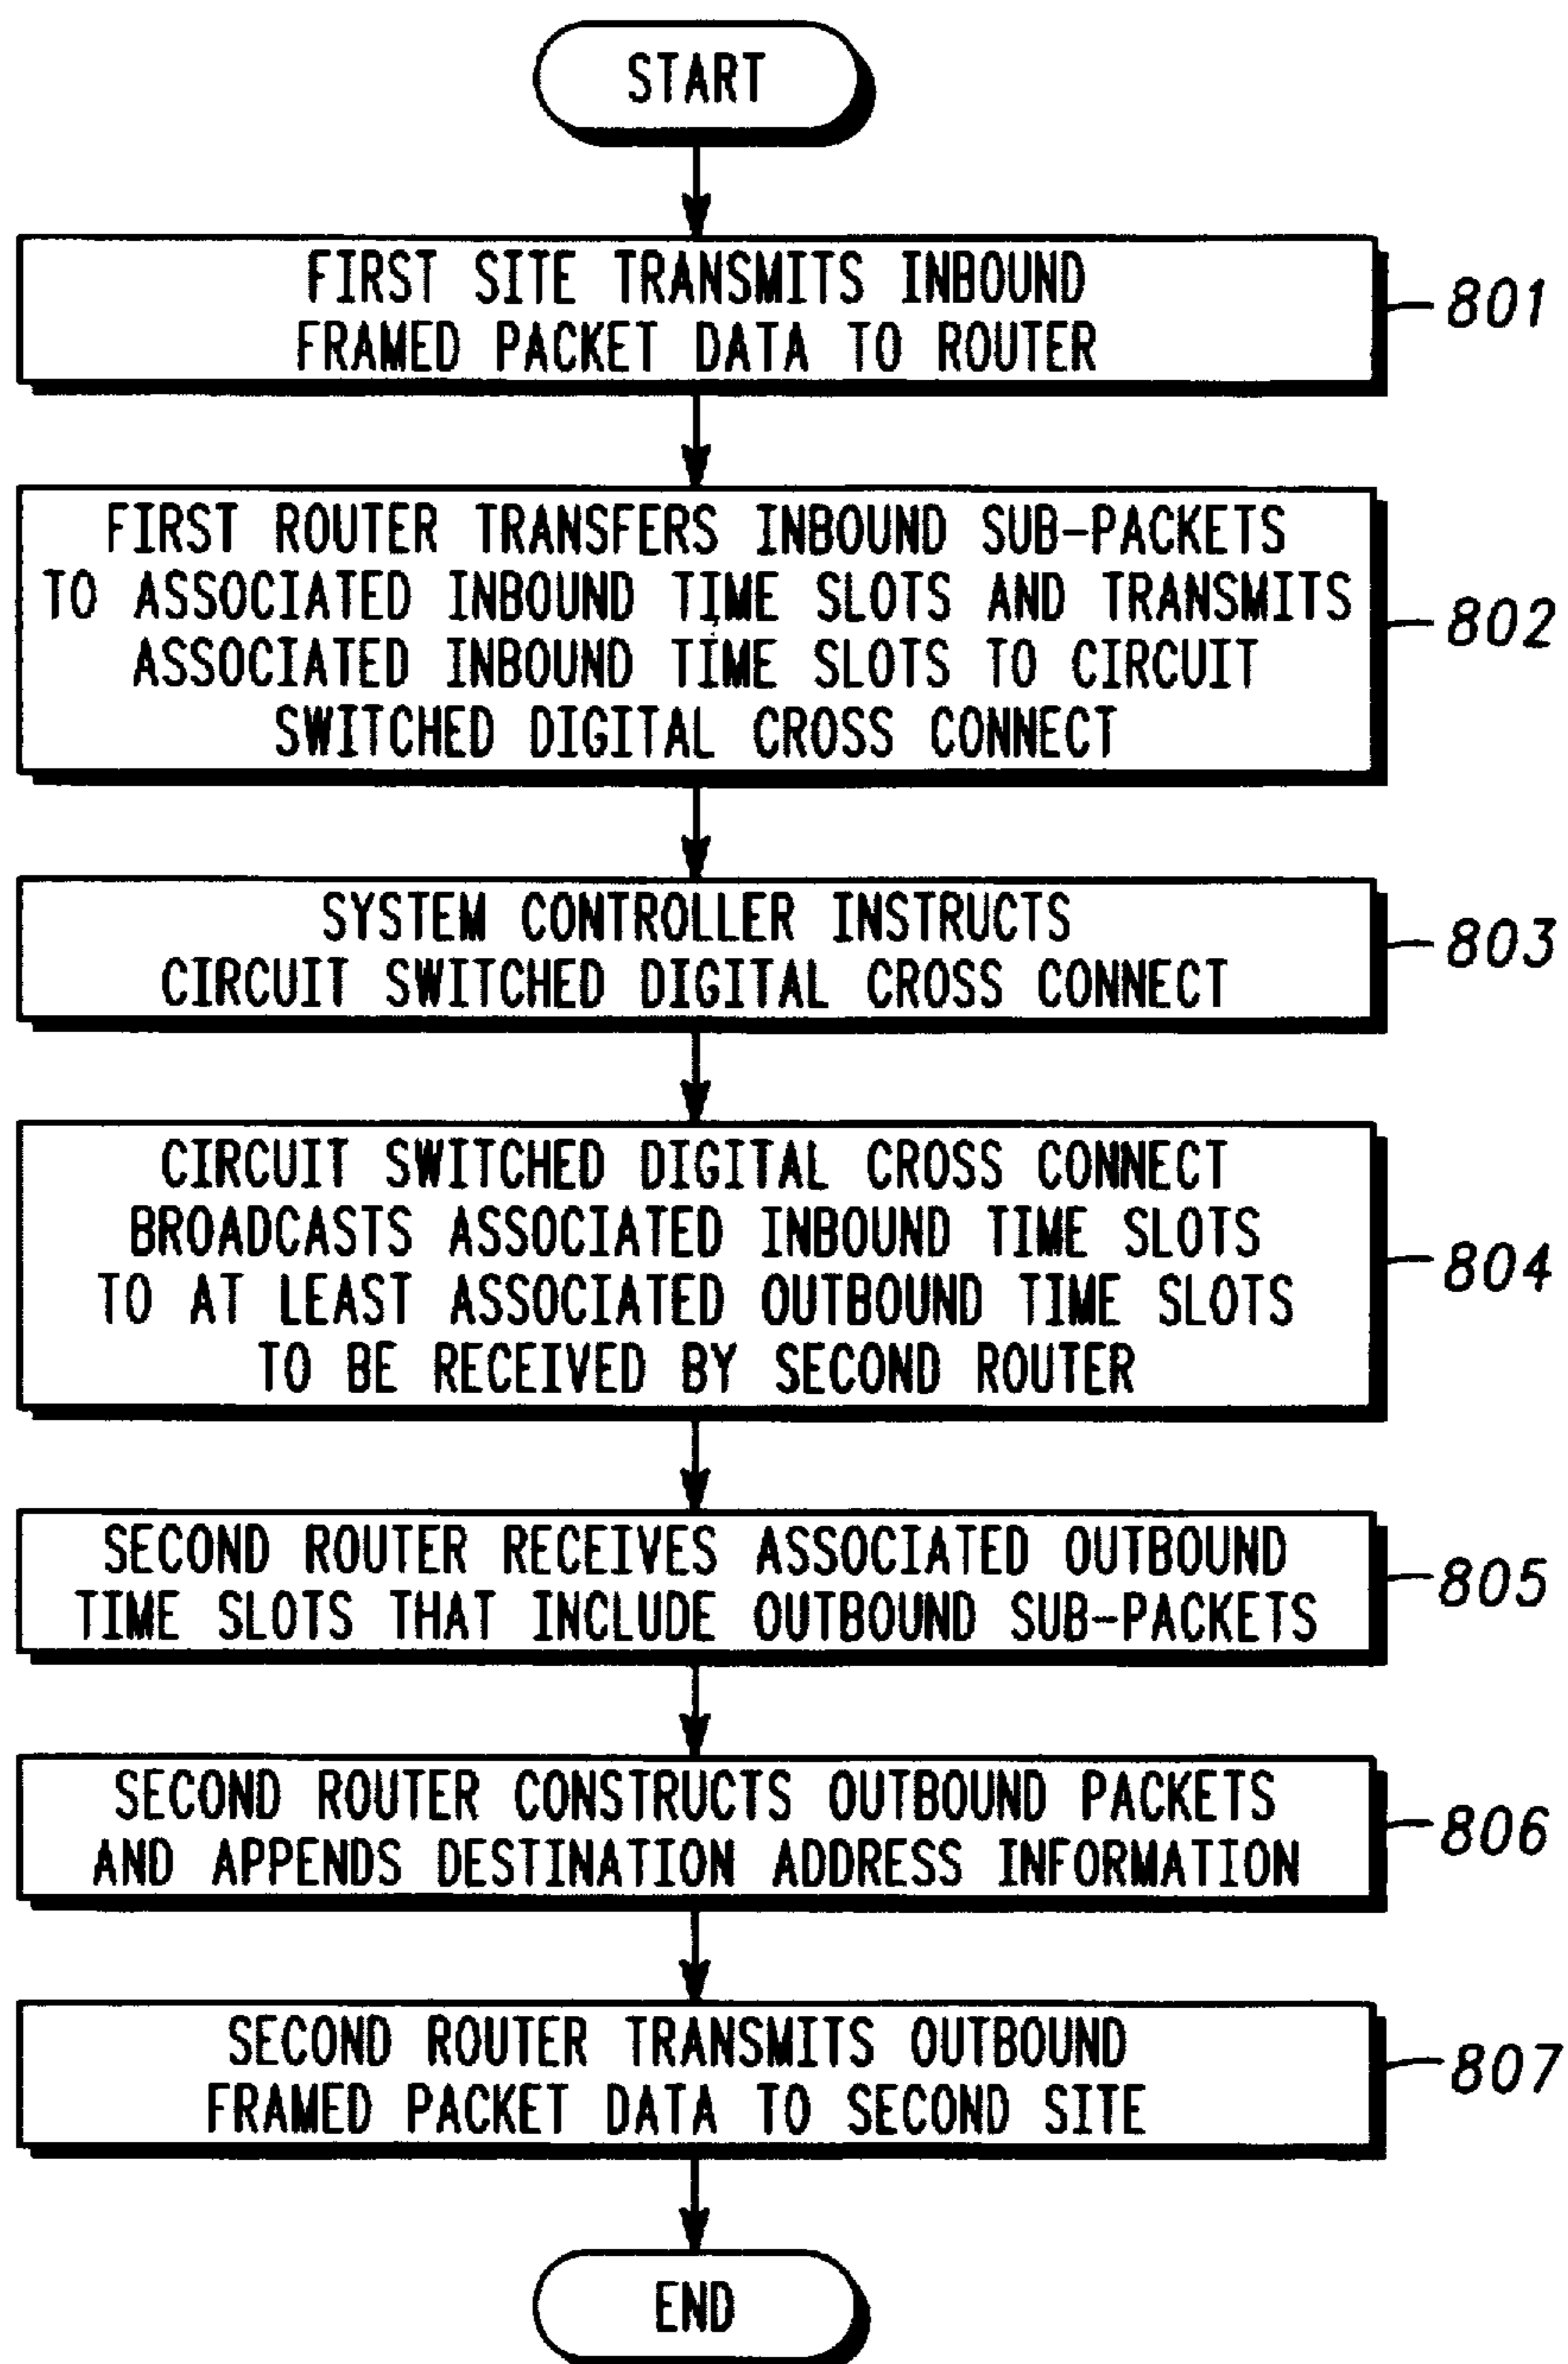 START
FIRST SITE TRANSMITS INBOUND
FRAMED PACKET DATA TO ROUTER
801
FIRST ROUTER TRANSFERS INBOUND SUB-PACKETS
TO ASSOCIATED INBOUND TIME SLOTS AND TRANSMITS
ASSOCIATED INBOUND TIME SLOTS TO CIRCUIT
SWITCHED DIGITAL CROSS CONNECT
802
SYSTEM CONTROLLER INSTRUCTS
CIRCUIT SWITCHED DIGITAL CROSS CONNECT
803
CIRCUIT SWITCHED DIGITAL CROSS CONNECT
BROADCASTS ASSOCIATED INBOUND TIME SLOTS
TO AT LEAST ASSOCIATED OUTBOUND TIME SLOTS
TO BE RECEIVED BY SECOND ROUTER
804
SECOND ROUTER RECEIVES ASSOCIATED OUTBOUND
TIME SLOTS THAT INCLUDE OUTBOUND SUB-PACKETS
805
SECOND ROUTER CONSTRUCTS OUTBOUND PACKETS
AND APPENDS DESTINATION ADDRESS INFORMATION
806
SECOND ROUTER TRANSMITS OUTBOUND
FRAMED PACKET DATA TO SECOND SITE
807
END